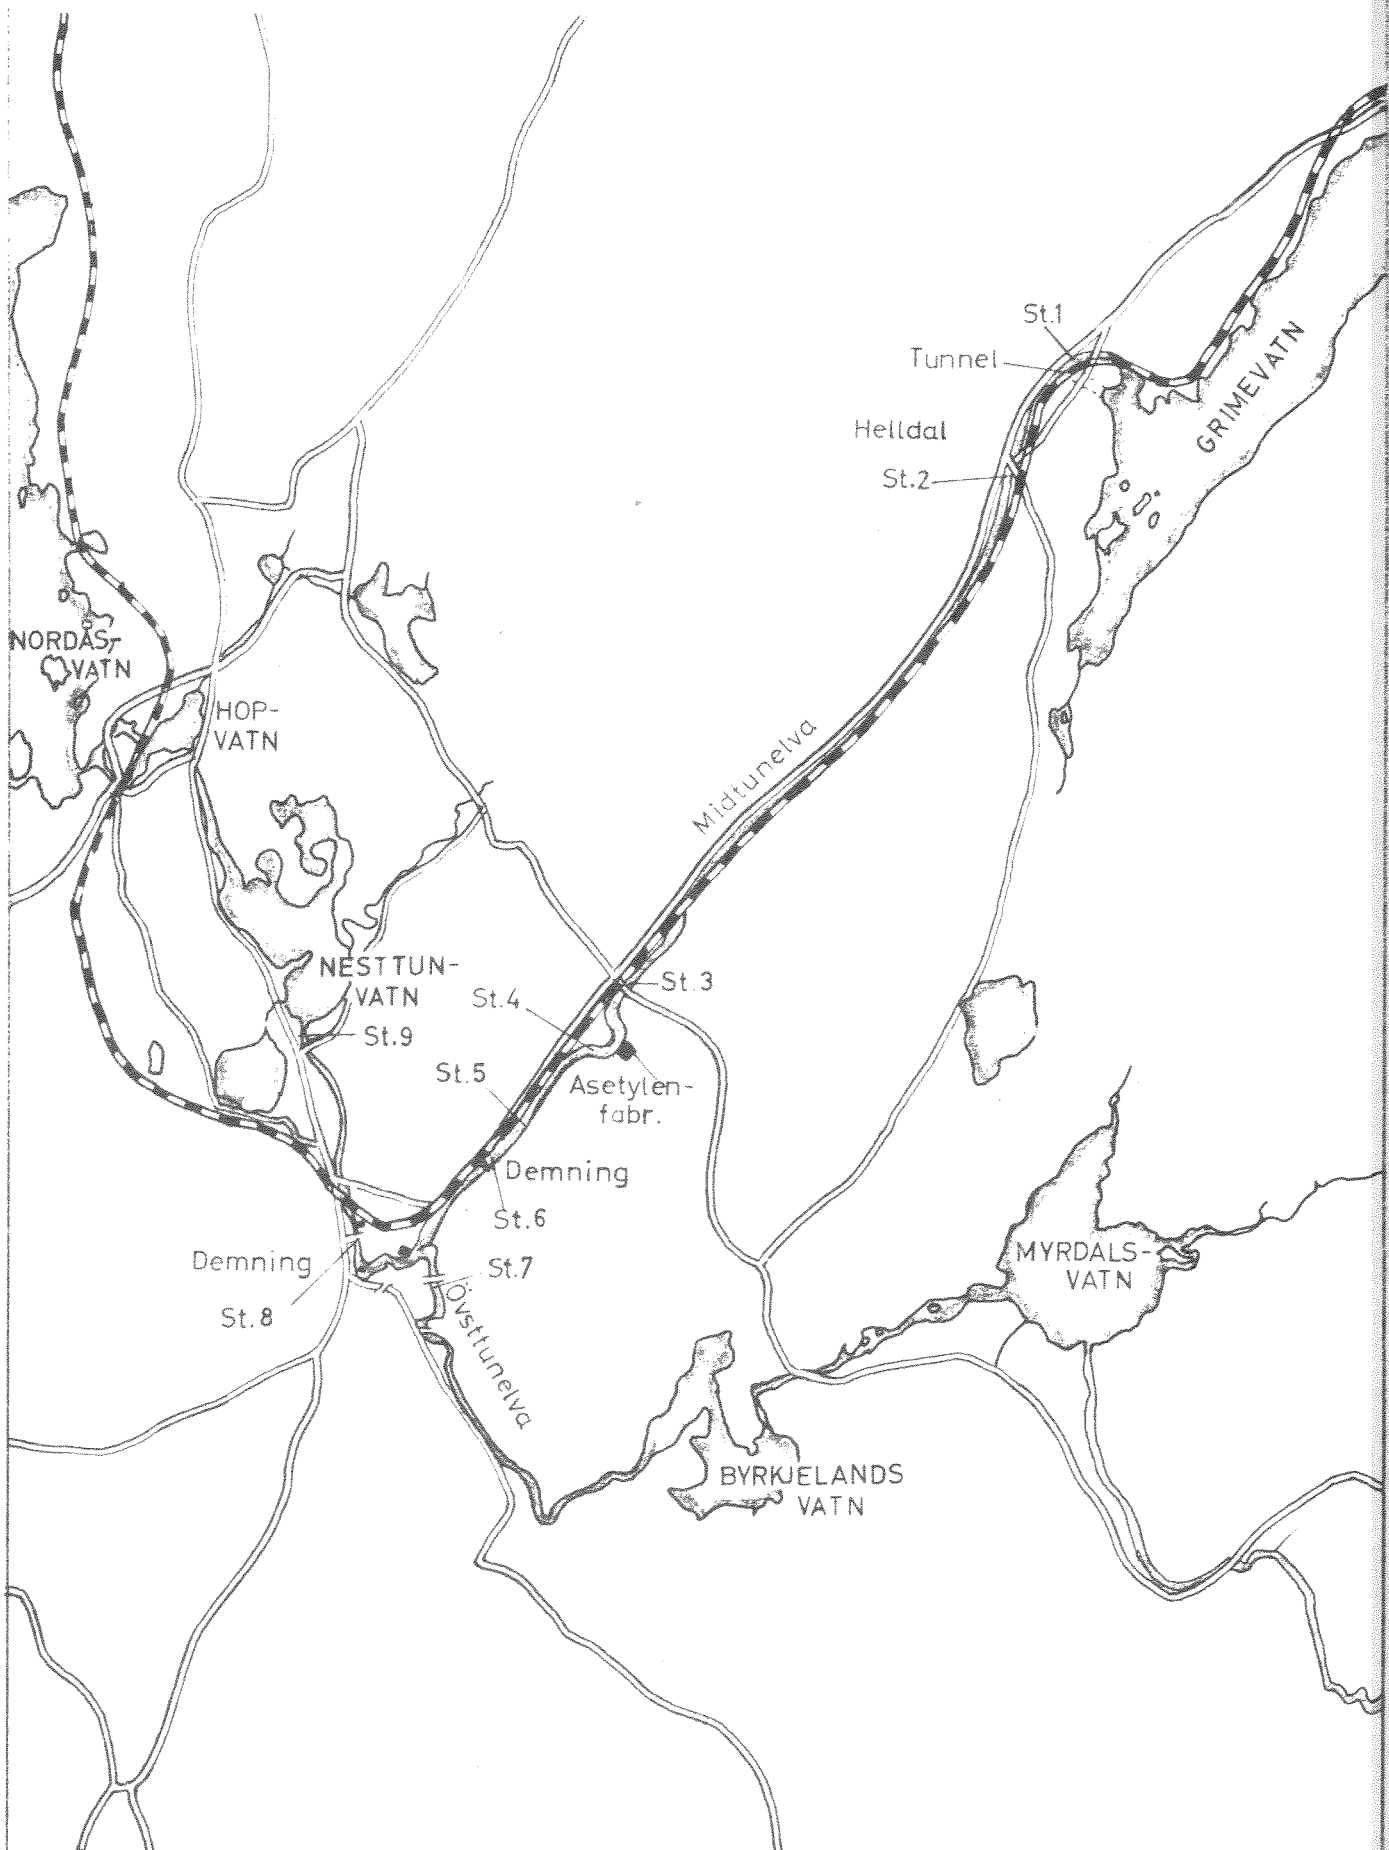 St.1
Tunnel
GRIMEVATN
Helldal
St.2
NORDÅS-
VATN
HOP-
VATN
Midtunelva
NESTTUN-
VATN
St.3
St.4
St.9
St.5
Asetylen-
fabr.
Demning
St.6
Demning
St.7
St.8
Övsttunelva
MYRDALS-
VATN
BYRKJELANDS
VATN